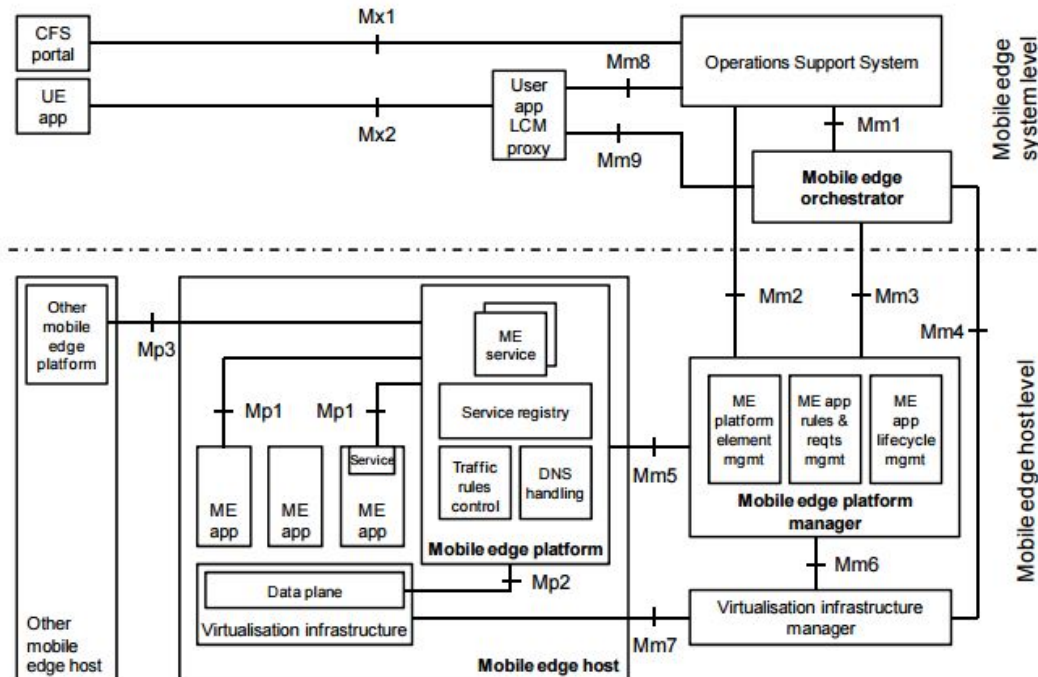 CFS
portal
Mx1
Operations Support System
Mobile edge
system level
UE
app
Mx2
User
app
LCM
proxy
Mm8
Mm9
Mm1
Mobile edge
orchestrator
Other
mobile
edge
platform
Mp3
ME
service
Mm2
Mm3
Mm4
Mobile edge host level
Mp1
Mp1
Service registry
ME
platform
element
mgmt
ME app
rules &
reqts
mgmt
ME
app
lifecycle
mgmt
Service
ME
app
ME
app
ME
app
Traffic
rules
control
DNS
handling
Mm5
Mobile edge platform
manager
Mobile edge platform
Mp2
Mm6
Data plane
Virtualisation infrastructure
Mm7
Virtualisation infrastructure
manager
Other
mobile
edge host
Mobile edge host